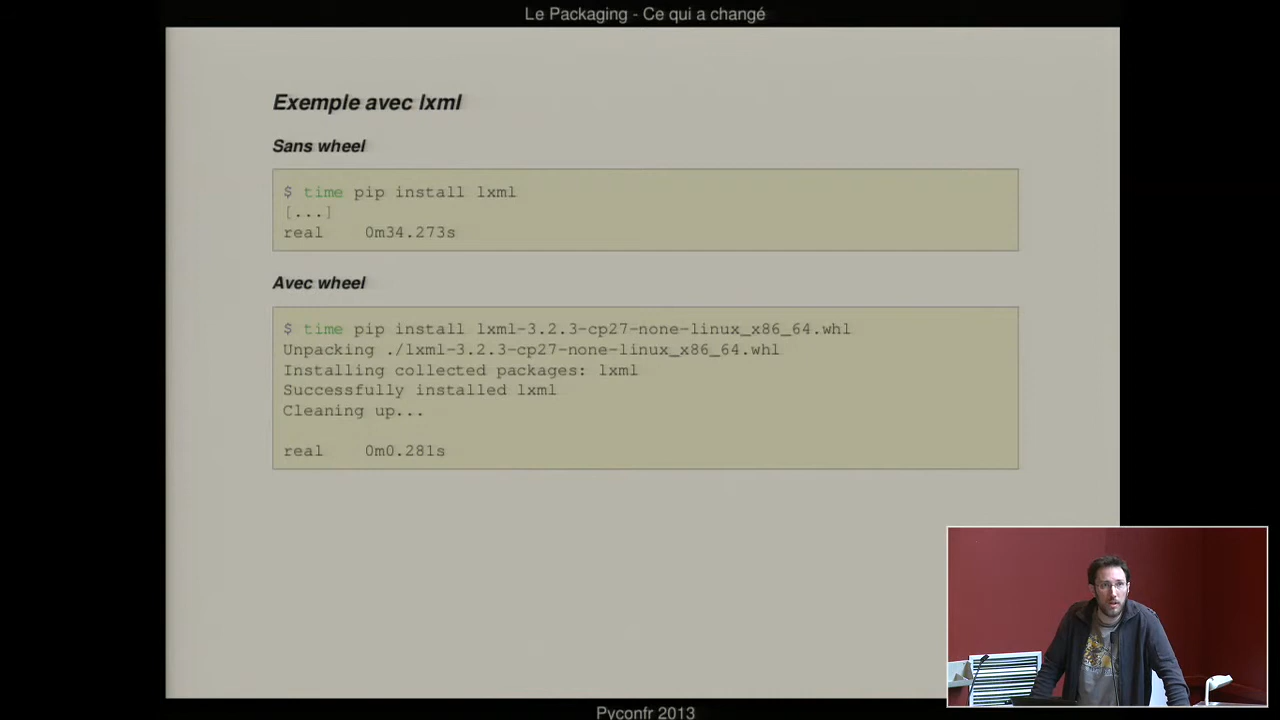 Le Packaging - Ce qui a changé
Exemple avec lxml
Sans wheel
$ time pip install lxml
[...]
real    0m34.273s
Avec wheel
$ time pip install lxml-3.2.3-cp27-none-linux_x86_64.whl
Unpacking ./lxml-3.2.3-cp27-none-linux_x86_64.whl
Installing collected packages: lxml
Successfully installed lxml
Cleaning up...
real    0m0.281s
Pyconfr 2013